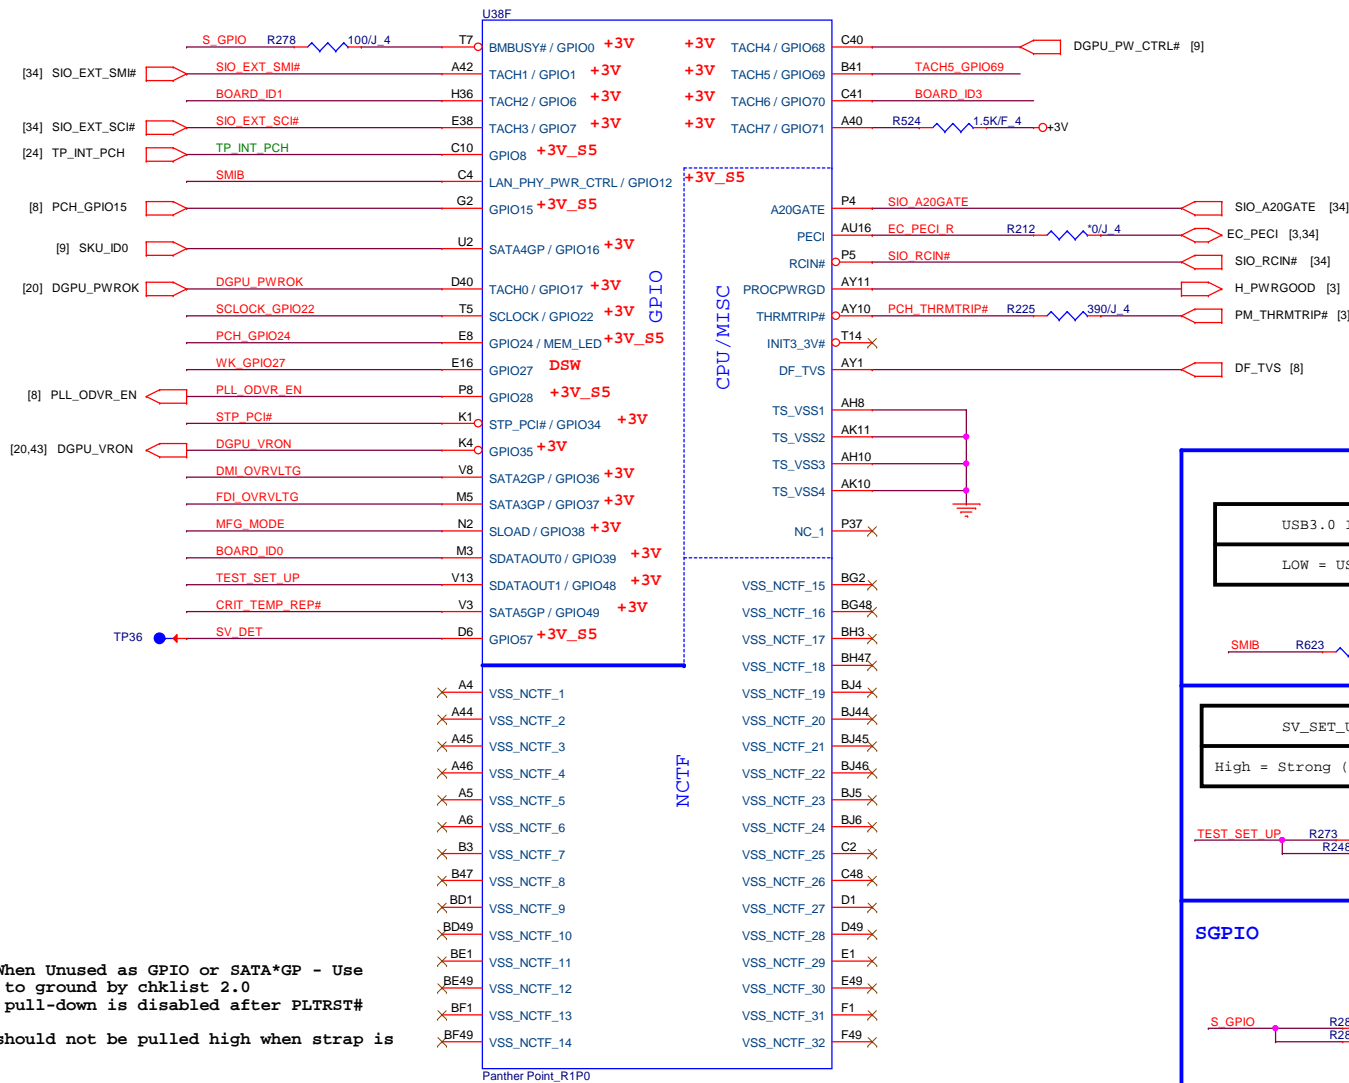 U38F
S_GPIO R278 100/J_4 T7 BMBUSY# / GPIO0 +3V
[34] SIO_EXT_SMI# SIO_EXT_SMI# A42 TACH1 / GPIO1 +3V
BOARD_ID1 H36 TACH2 / GPIO6 +3V
[34] SIO_EXT_SCI# SIO_EXT_SCI# E38 TACH3 / GPIO7 +3V
[24] TP_INT_PCH TP_INT_PCH C10 GPIO8 +3V_S5
SMIB C4 LAN_PHY_PWR_CTRL / GPIO12 +3V_S5
[8] PCH_GPIO15 G2 GPIO15 +3V_S5
[9] SKU_ID0 U2 SATA4GP / GPIO16 +3V
[20] DGPU_PWROK DGPU_PWROK D40 TACH0 / GPIO17 +3V
SCLOCK_GPIO22 T5 SCLOCK / GPIO22 +3V
PCH_GPIO24 E8 GPIO24 / MEM_LED +3V_S5
WK_GPIO27 E16 GPIO27 DSW
[8] PLL_ODVR_EN PLL_ODVR_EN P8 GPIO28 +3V_S5
STP_PCI# K1 STP_PCI# / GPIO34 +3V
[20,43] DGPU_VRON DGPU_VRON K4 GPIO35 +3V
DMI_OVRVLTG V8 SATA2GP / GPIO36 +3V
FDI_OVRVLTG M5 SATA3GP / GPIO37 +3V
MFG_MODE N2 SLOAD / GPIO38 +3V
BOARD_ID0 M3 SDATAOUT0 / GPIO39 +3V
TEST_SET_UP V13 SDATAOUT1 / GPIO48 +3V
CRIT_TEMP_REP# V3 SATA5GP / GPIO49 +3V
TP36 SV_DET D6 GPIO57 +3V_S5
GPIO
A4 VSS_NCTF_1
A44 VSS_NCTF_2
A45 VSS_NCTF_3
A46 VSS_NCTF_4
A5 VSS_NCTF_5
A6 VSS_NCTF_6
B3 VSS_NCTF_7
B47 VSS_NCTF_8
BD1 VSS_NCTF_9
BD49 VSS_NCTF_10
BE1 VSS_NCTF_11
BE49 VSS_NCTF_12
BF1 VSS_NCTF_13
BF49 VSS_NCTF_14
NCTF
+3V TACH4 / GPIO68 C40 DGPU_PW_CTRL# [9]
+3V TACH5 / GPIO69 B41 TACH5_GPIO69
+3V TACH6 / GPIO70 C41 BOARD_ID3
+3V TACH7 / GPIO71 A40 R524 1.5K/F_4 +3V
CPU/MISC
A20GATE P4 SIO_A20GATE SIO_A20GATE [34]
PECI AU16 EC_PECI_R R212 *0/J_4 EC_PECI [3,34]
RCIN# P5 SIO_RCIN# SIO_RCIN# [34]
PROCPWRGD AY11 H_PWRGOOD [3]
THRMTRIP# AY10 PCH_THRMTRIP# R225 390/J_4 PM_THRMTRIP# [3]
INIT3_3V# T14
DF_TVS AY1 DF_TVS [8]
TS_VSS1 AH8
TS_VSS2 AK11
TS_VSS3 AH10
TS_VSS4 AK10
NC_1 P37
VSS_NCTF_15 BG2
VSS_NCTF_16 BG48
VSS_NCTF_17 BH3
VSS_NCTF_18 BH47
VSS_NCTF_19 BJ4
VSS_NCTF_20 BJ44
VSS_NCTF_21 BJ45
VSS_NCTF_22 BJ46
VSS_NCTF_23 BJ5
VSS_NCTF_24 BJ6
VSS_NCTF_25 C2
VSS_NCTF_26 C48
VSS_NCTF_27 D1
VSS_NCTF_28 D49
VSS_NCTF_29 E1
VSS_NCTF_30 E49
VSS_NCTF_31 F1
VSS_NCTF_32 F49
Panther Point_R1P0
When Unused as GPIO or SATA*GP - Use
to ground by chklist 2.0
pull-down is disabled after PLTRST#
should not be pulled high when strap is
USB3.0
LOW = US
SMIB R623
SV_SET_U
High = Strong (
TEST_SET_UP R273
R248
SGPIO
S_GPIO R28
R28